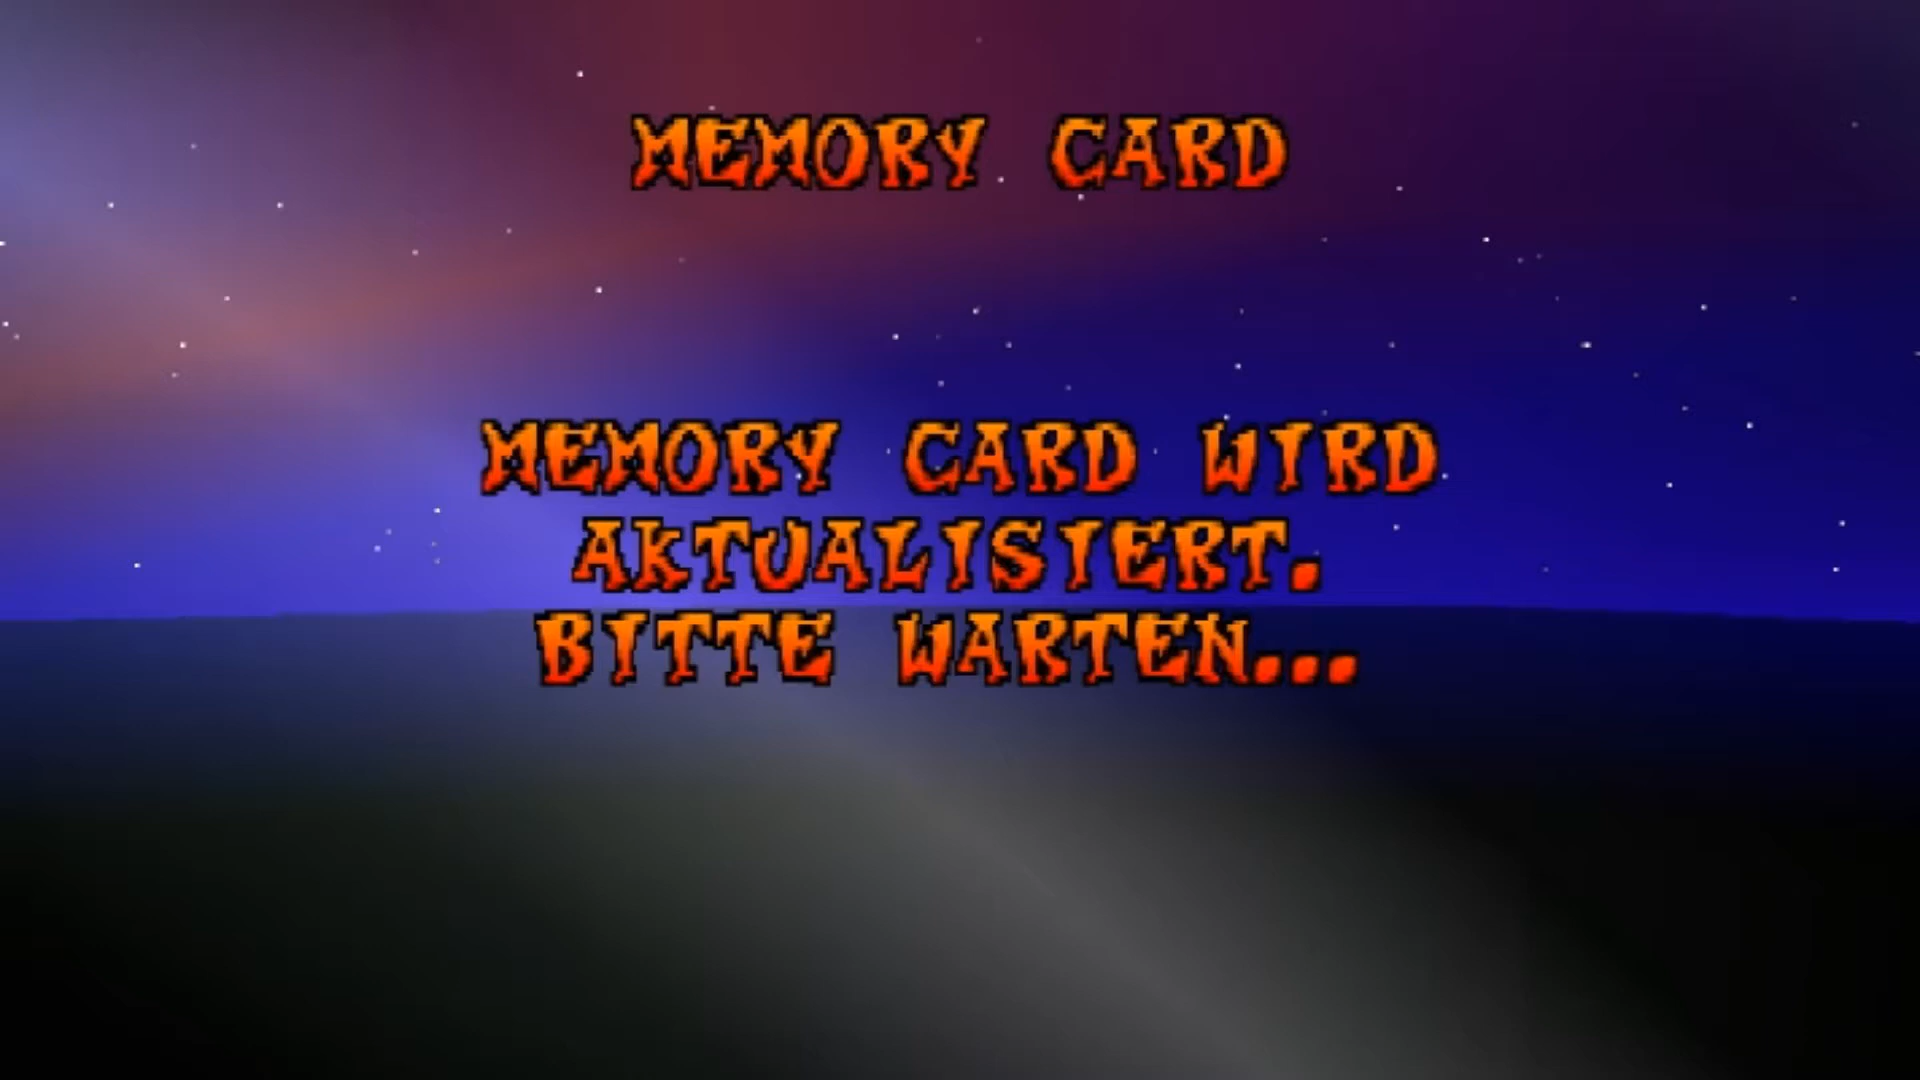 MEMORY CARD
MEMORY CARD WIRD
AKTUALISIERT.
BITTE WARTEN...